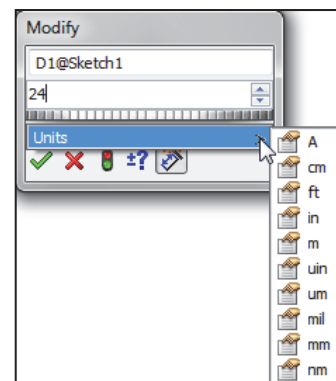 Modify
D1@Sketch1
24
Units
±?
A
cm
ft
in
m
uin
um
mil
mm
nm